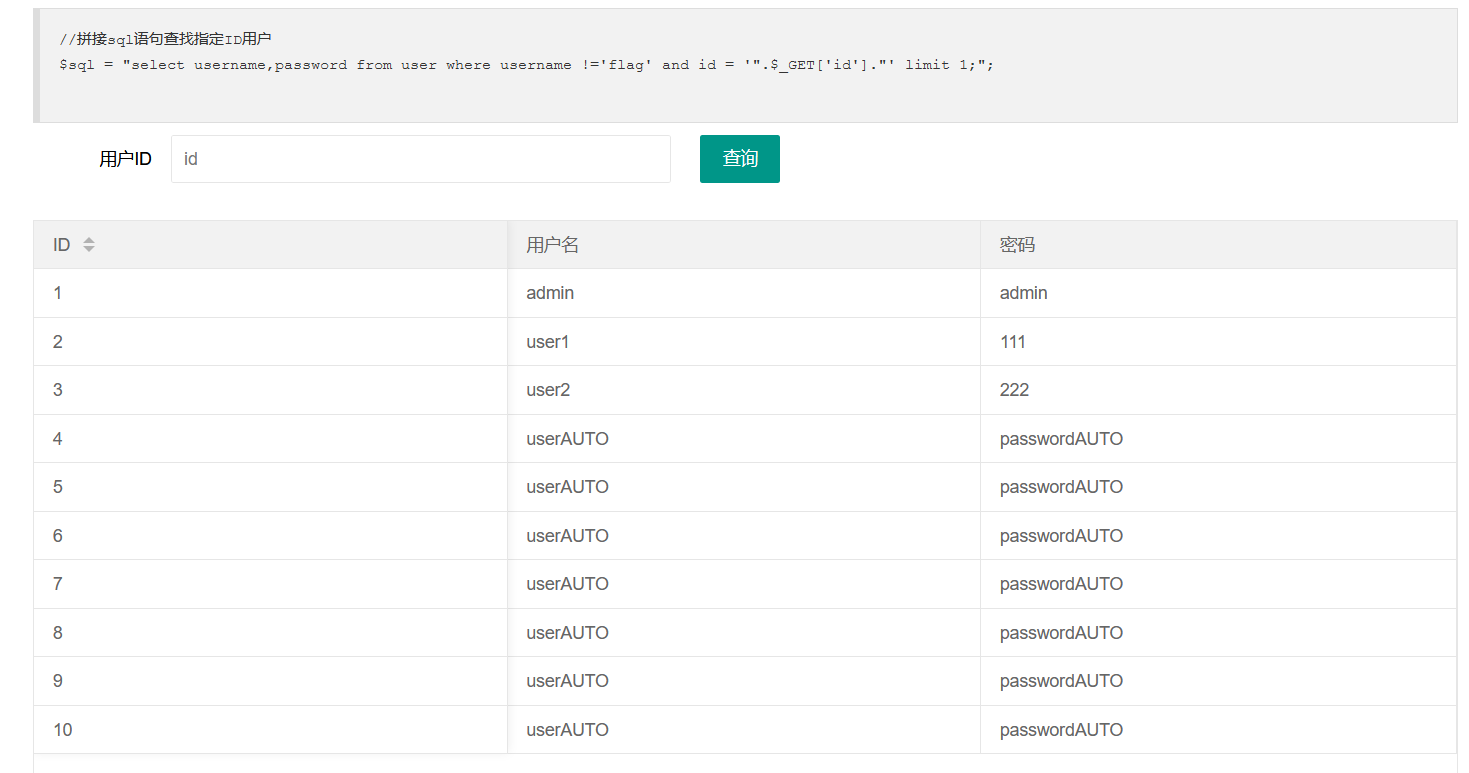 //拼接sql语句查找指定ID用户
$sql = "select username,password from user where username !='flag' and id = '".$_GET['id']."' limit 1;";
用户ID id 查询
ID 用户名 密码
1 admin admin
2 user1 111
3 user2 222
4 userAUTO passwordAUTO
5 userAUTO passwordAUTO
6 userAUTO passwordAUTO
7 userAUTO passwordAUTO
8 userAUTO passwordAUTO
9 userAUTO passwordAUTO
10 userAUTO passwordAUTO